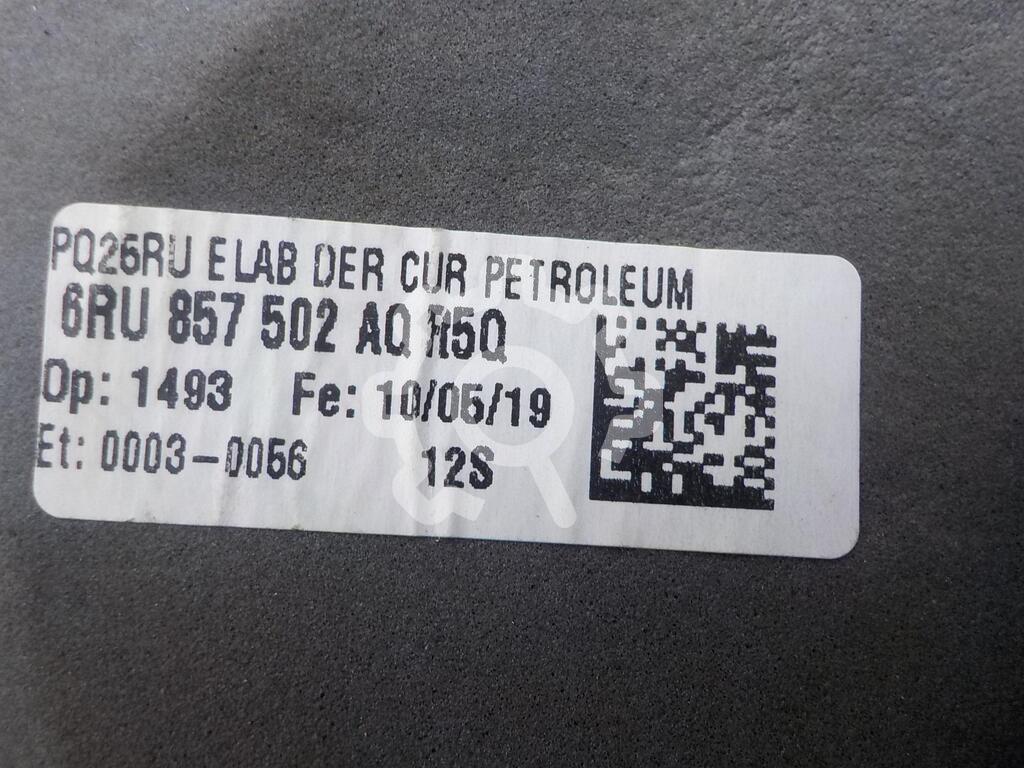 PQ25RU ELAB DER CUR PETROLEUM
6RU 857 502 AQ R5Q
Op: 1493 Fe: 10/05/19
Et: 0003-0056 12S